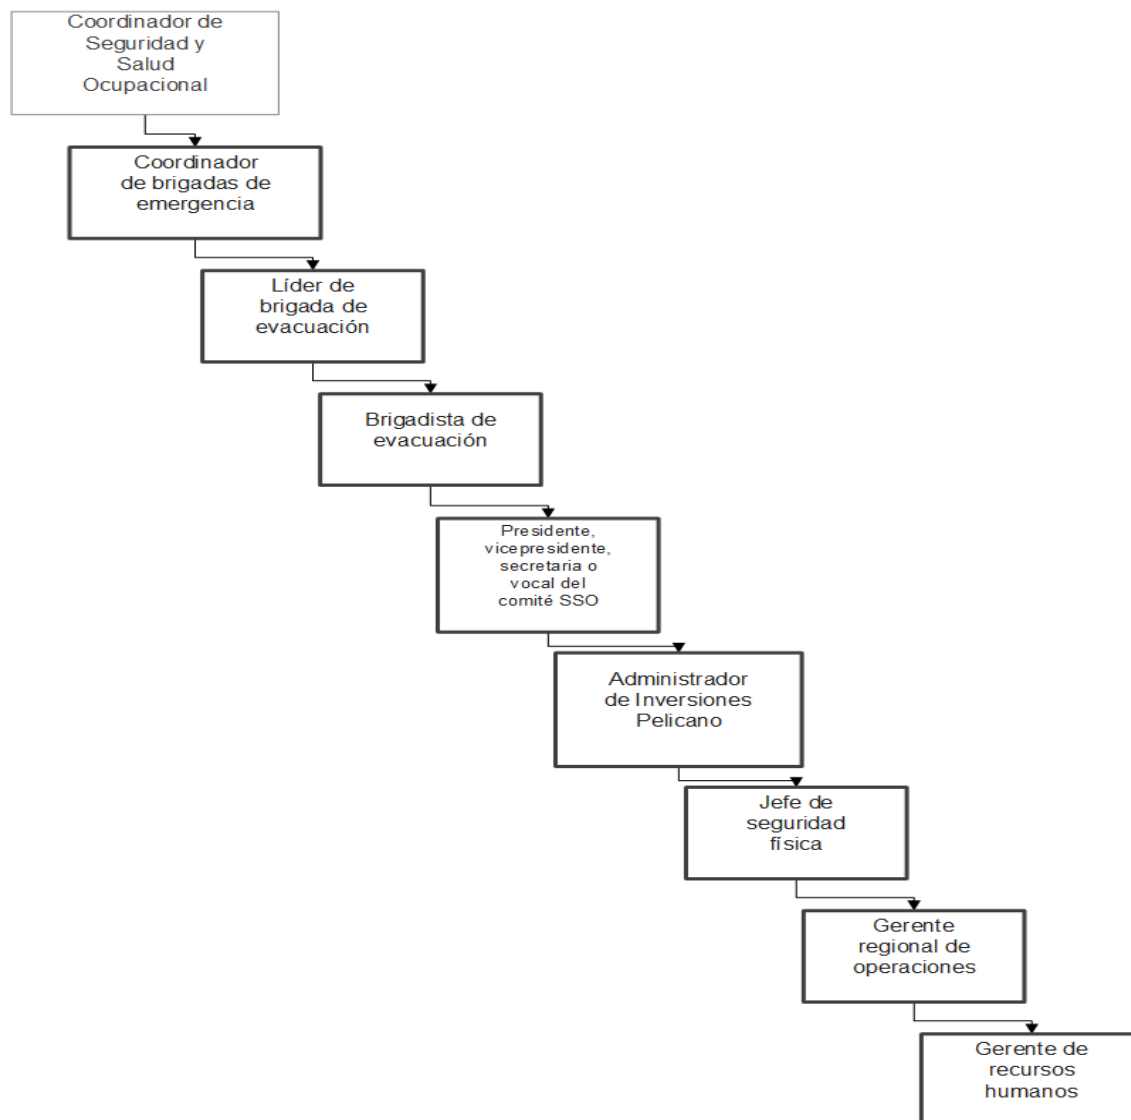 Coordinador de
Seguridad y
Salud
Ocupacional
Coordinador
de brigadas de
emergencia
Líder de
brigada de
evacuación
Brigadista de
evacuación
Presidente,
vicepresidente,
secretaria o
vocal del
comité SSO
Administrador
de Inversiones
Pelicano
Jefe de
seguridad
física
Gerente
regional de
operaciones
Gerente de
recursos
humanos